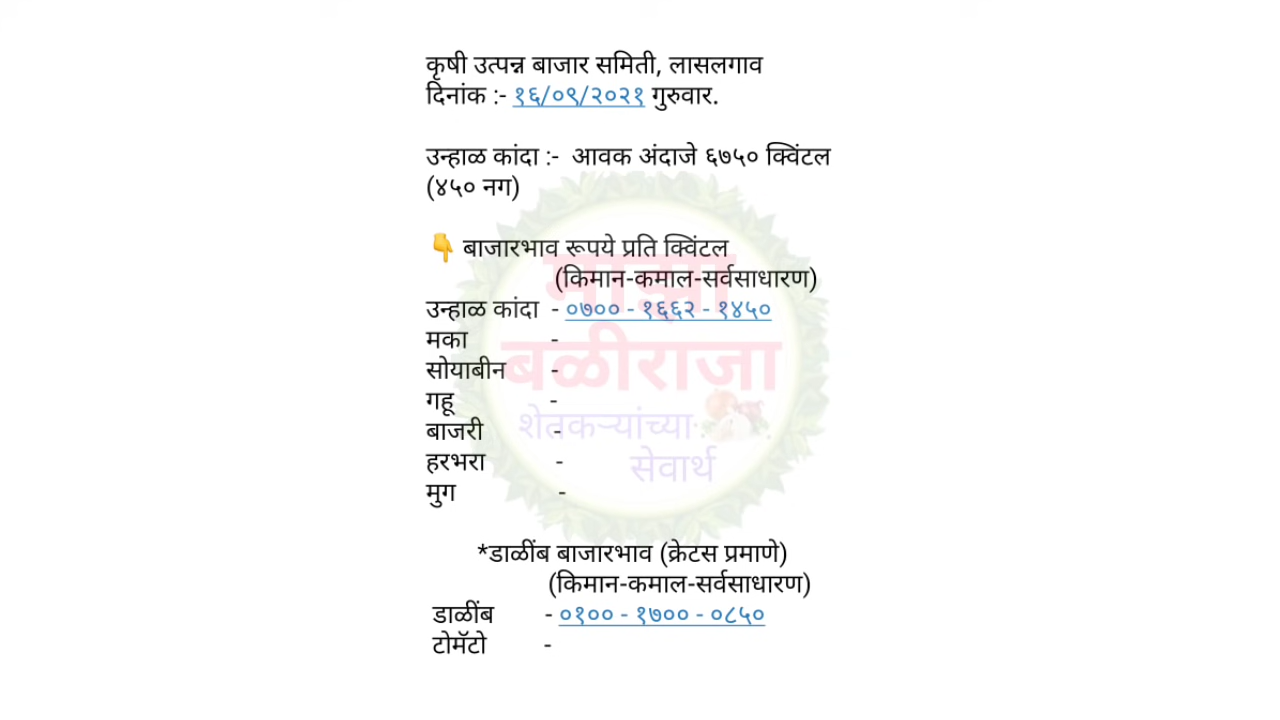 कृषी उत्पन्न बाजार समिती, लासलगाव
दिनांक :- १६/०९/२०२१ गुरुवार.
उन्हाळ कांदा :- आवक अंदाजे ६७५० क्विंटल
(४५० नग)
👇 बाजारभाव रूपये प्रति क्विंटल
(किमान-कमाल-सर्वसाधारण)
उन्हाळ कांदा - ०७०० - १६६२ - १४५०
मका -
सोयाबीन -
गहू -
बाजरी -
हरभरा -
मुग -
*डाळींब बाजारभाव (क्रेटस प्रमाणे)
(किमान-कमाल-सर्वसाधारण)
डाळींब - ०१०० - १७०० - ०८५०
टोमॅटो -
माझा
बळीराजा
शेतकऱ्यांच्या
सेवार्थ